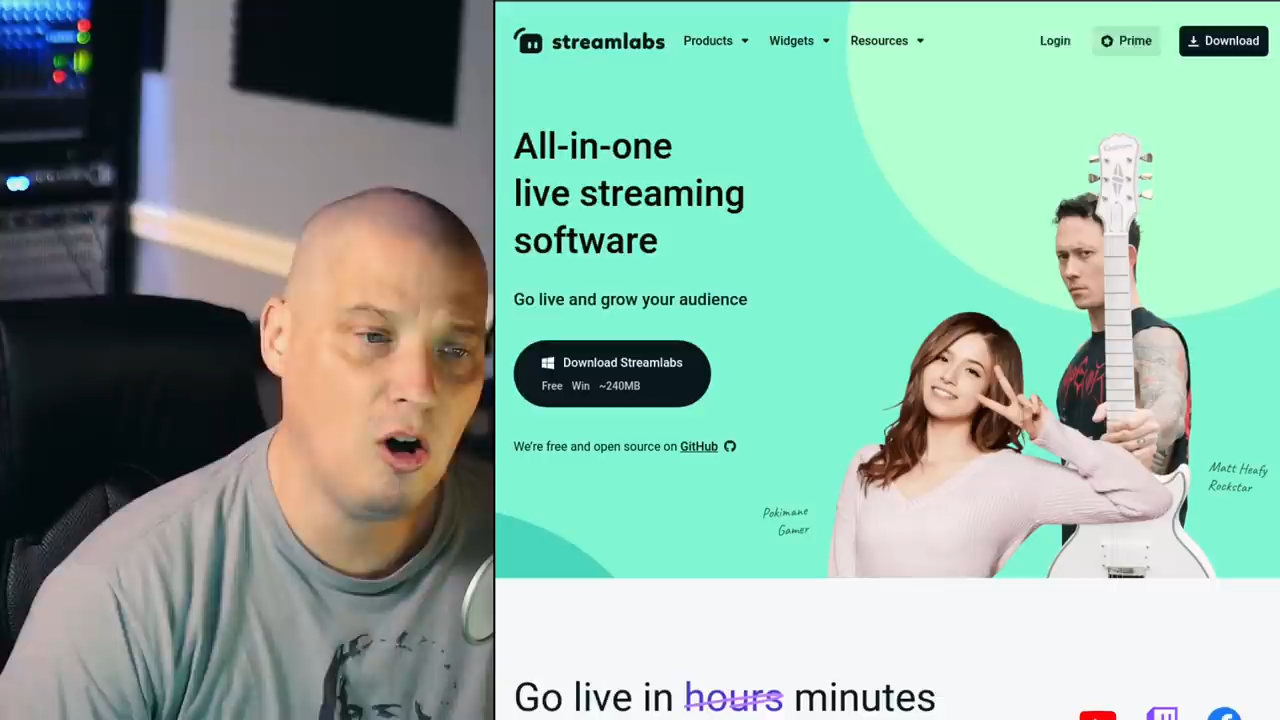 streamlabs
Products
Widgets
Resources
Login
Prime
Download
All-in-one
live streaming
software
Go live and grow your audience
Download Streamlabs
Free Win ~240MB
We're free and open source on GitHub
Matt Heafy
Rockstar
Pokimane
Gamer
Go live in hours minutes